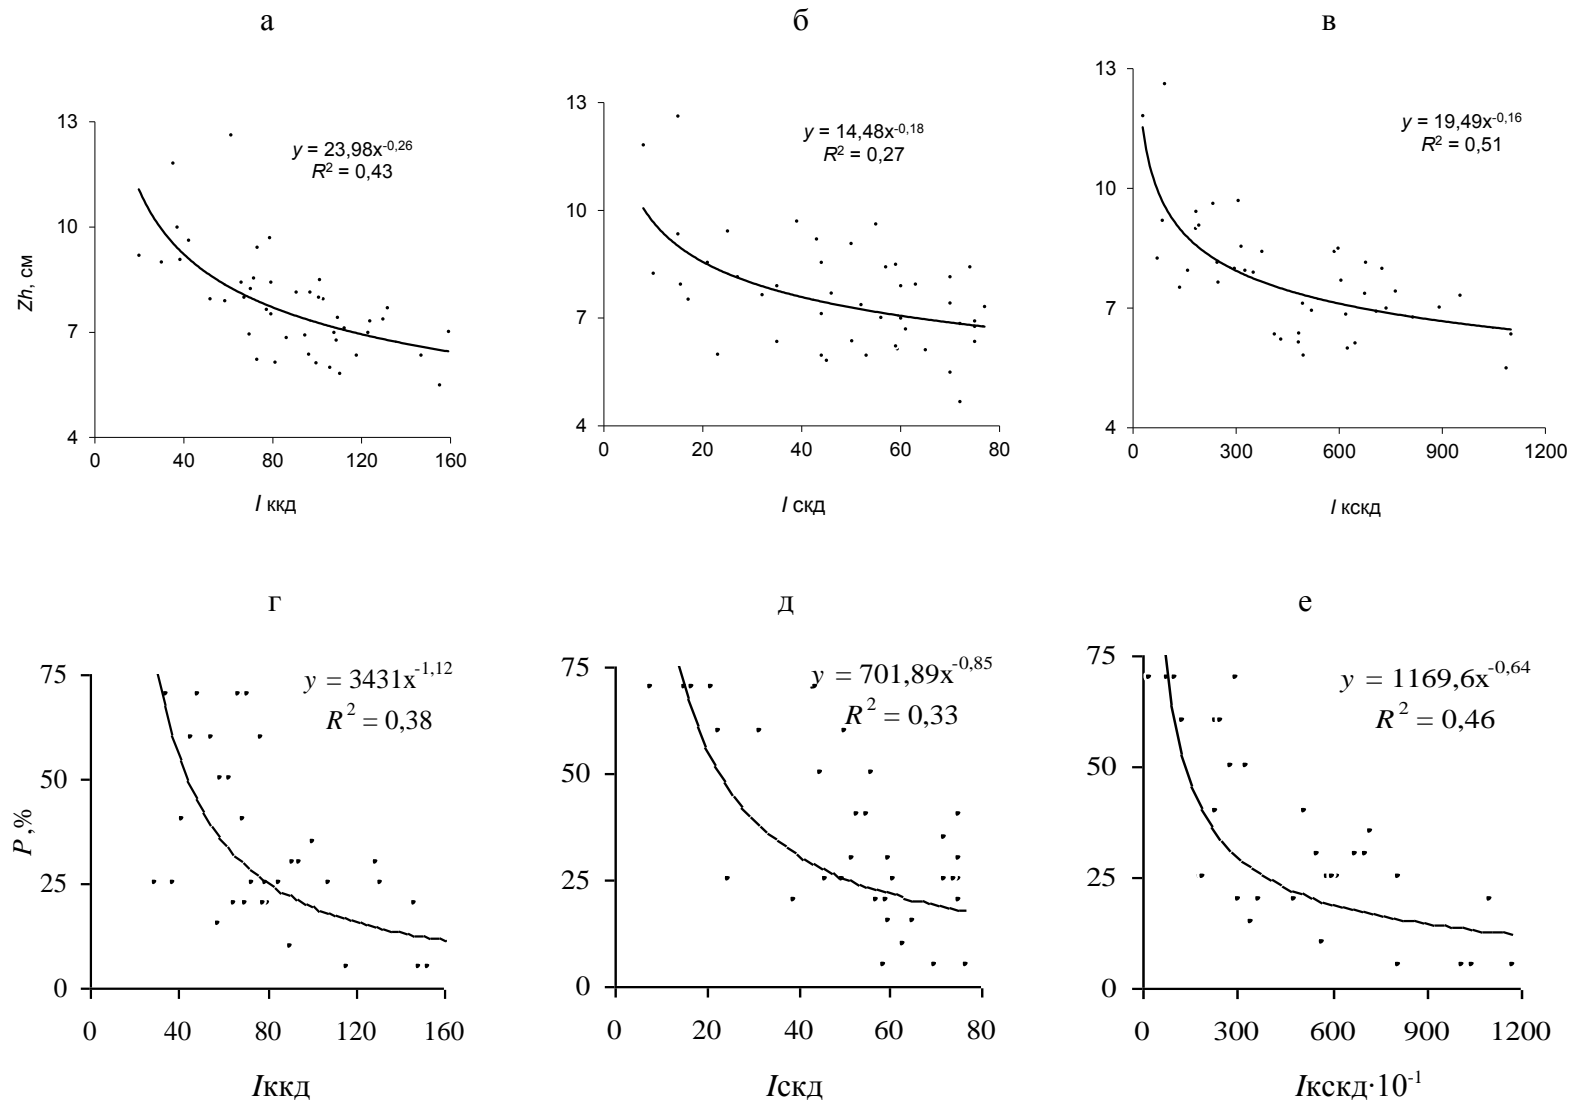 а
б
в
13
10
7
4
0
40
80
120
160
Zh, см
I ккд
y = 23,98x^-0,26
R² = 0,43
13
10
7
4
0
20
40
60
80
I скд
y = 14,48x^-0,18
R² = 0,27
13
10
7
4
0
300
600
900
1200
I кскд
y = 19,49x^-0,16
R² = 0,51
г
д
е
75
50
25
0
0
40
80
120
160
P,%
Iккд
y = 3431x^-1,12
R² = 0,38
75
50
25
0
0
20
40
60
80
Iскд
y = 701,89x^-0,85
R² = 0,33
75
50
25
0
0
300
600
900
1200
Iкскд·10^-1
y = 1169,6x^-0,64
R² = 0,46